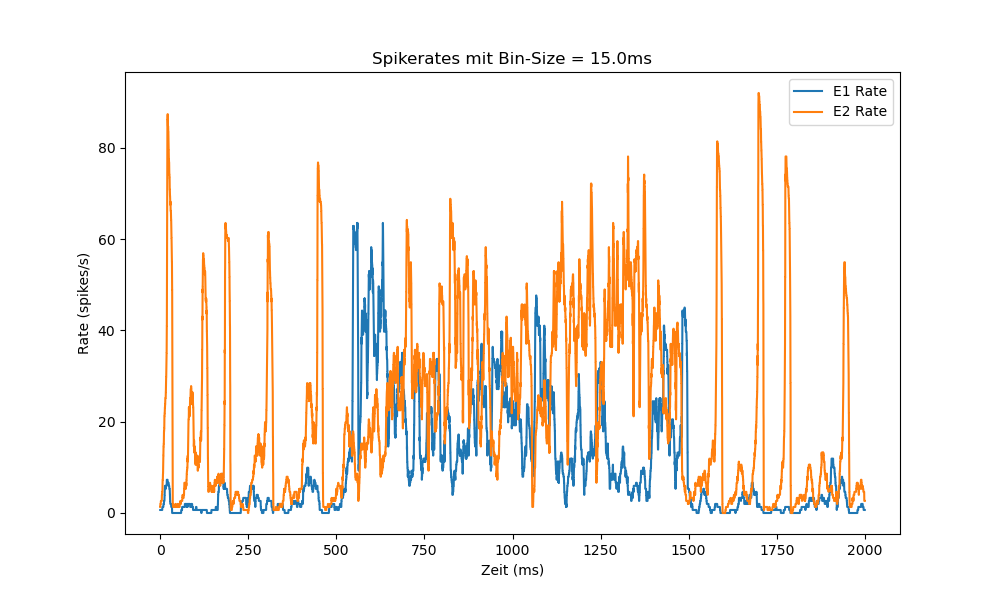 Spikerates mit Bin-Size = 15.0ms
E1 Rate
E2 Rate
Rate (spikes/s)
80
60
40
20
0
0 250 500 750 1000 1250 1500 1750 2000
Zeit (ms)